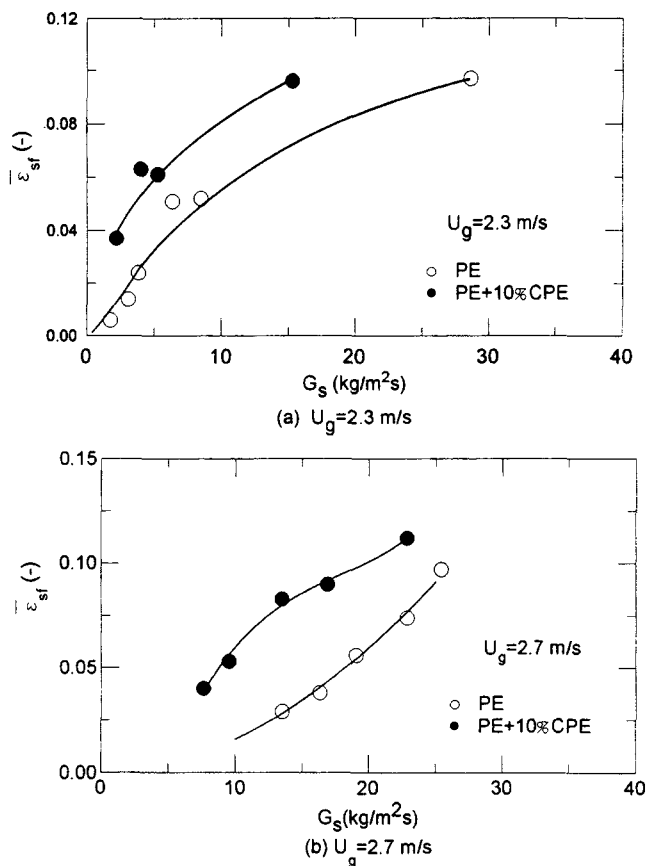 0.12
0.08
0.04
0.00
ε̅sf (-)
Ug=2.3 m/s
PE
PE+10%CPE
0 10 20 30 40
Gs (kg/m²s)
(a) Ug=2.3 m/s
0.15
0.10
0.05
0.00
ε̅sf (-)
Ug=2.7 m/s
PE
PE+10%CPE
0 10 20 30 40
Gs(kg/m²s)
(b) Ug=2.7 m/s